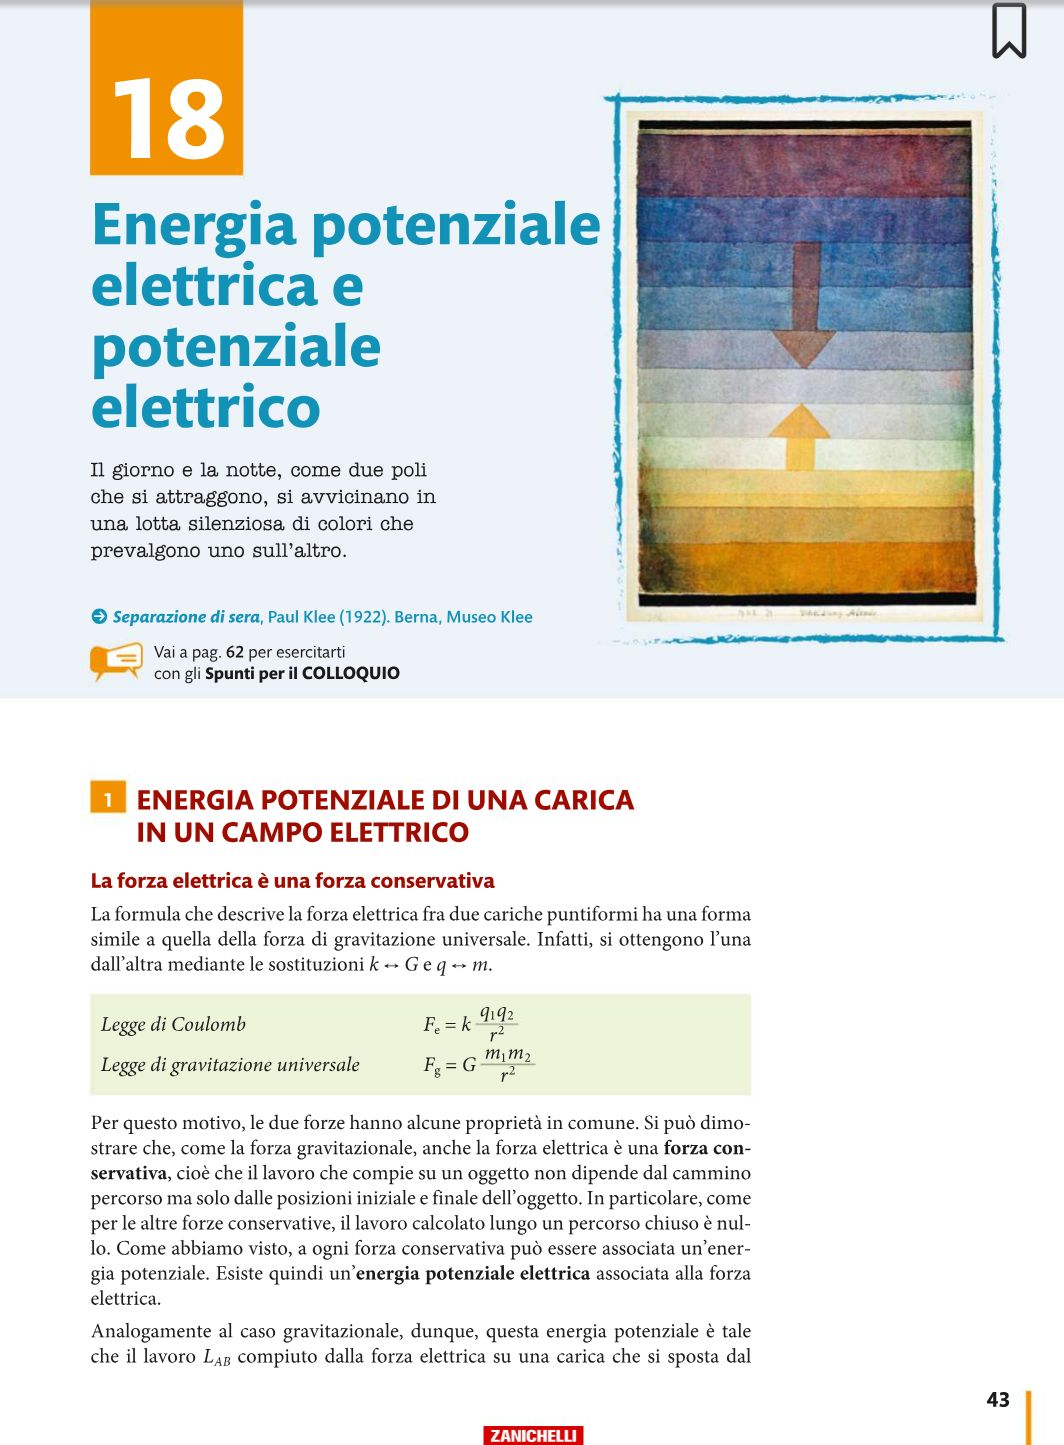 18
Energia potenziale
elettrica e
potenziale
elettrico
Il giorno e la notte, come due poli
che si attraggono, si avvicinano in
una lotta silenziosa di colori che
prevalgono uno sull'altro.
Separazione di sera, Paul Klee (1922). Berna, Museo Klee
Vai a pag. 62 per esercitarti
con gli Spunti per il COLLOQUIO
1 ENERGIA POTENZIALE DI UNA CARICA
IN UN CAMPO ELETTRICO
La forza elettrica è una forza conservativa
La formula che descrive la forza elettrica fra due cariche puntiformi ha una forma
simile a quella della forza di gravitazione universale. Infatti, si ottengono l'una
dall'altra mediante le sostituzioni k ↔ G e q ↔ m.
Legge di Coulomb Fe = k q1q2/r²
Legge di gravitazione universale Fg = G m1m2/r²
Per questo motivo, le due forze hanno alcune proprietà in comune. Si può dimo-
strare che, come la forza gravitazionale, anche la forza elettrica è una forza con-
servativa, cioè che il lavoro che compie su un oggetto non dipende dal cammino
percorso ma solo dalle posizioni iniziale e finale dell'oggetto. In particolare, come
per le altre forze conservative, il lavoro calcolato lungo un percorso chiuso è nul-
lo. Come abbiamo visto, a ogni forza conservativa può essere associata un'ener-
gia potenziale. Esiste quindi un'energia potenziale elettrica associata alla forza
elettrica.
Analogamente al caso gravitazionale, dunque, questa energia potenziale è tale
che il lavoro LAB compiuto dalla forza elettrica su una carica che si sposta dal
43
ZANICHELLI